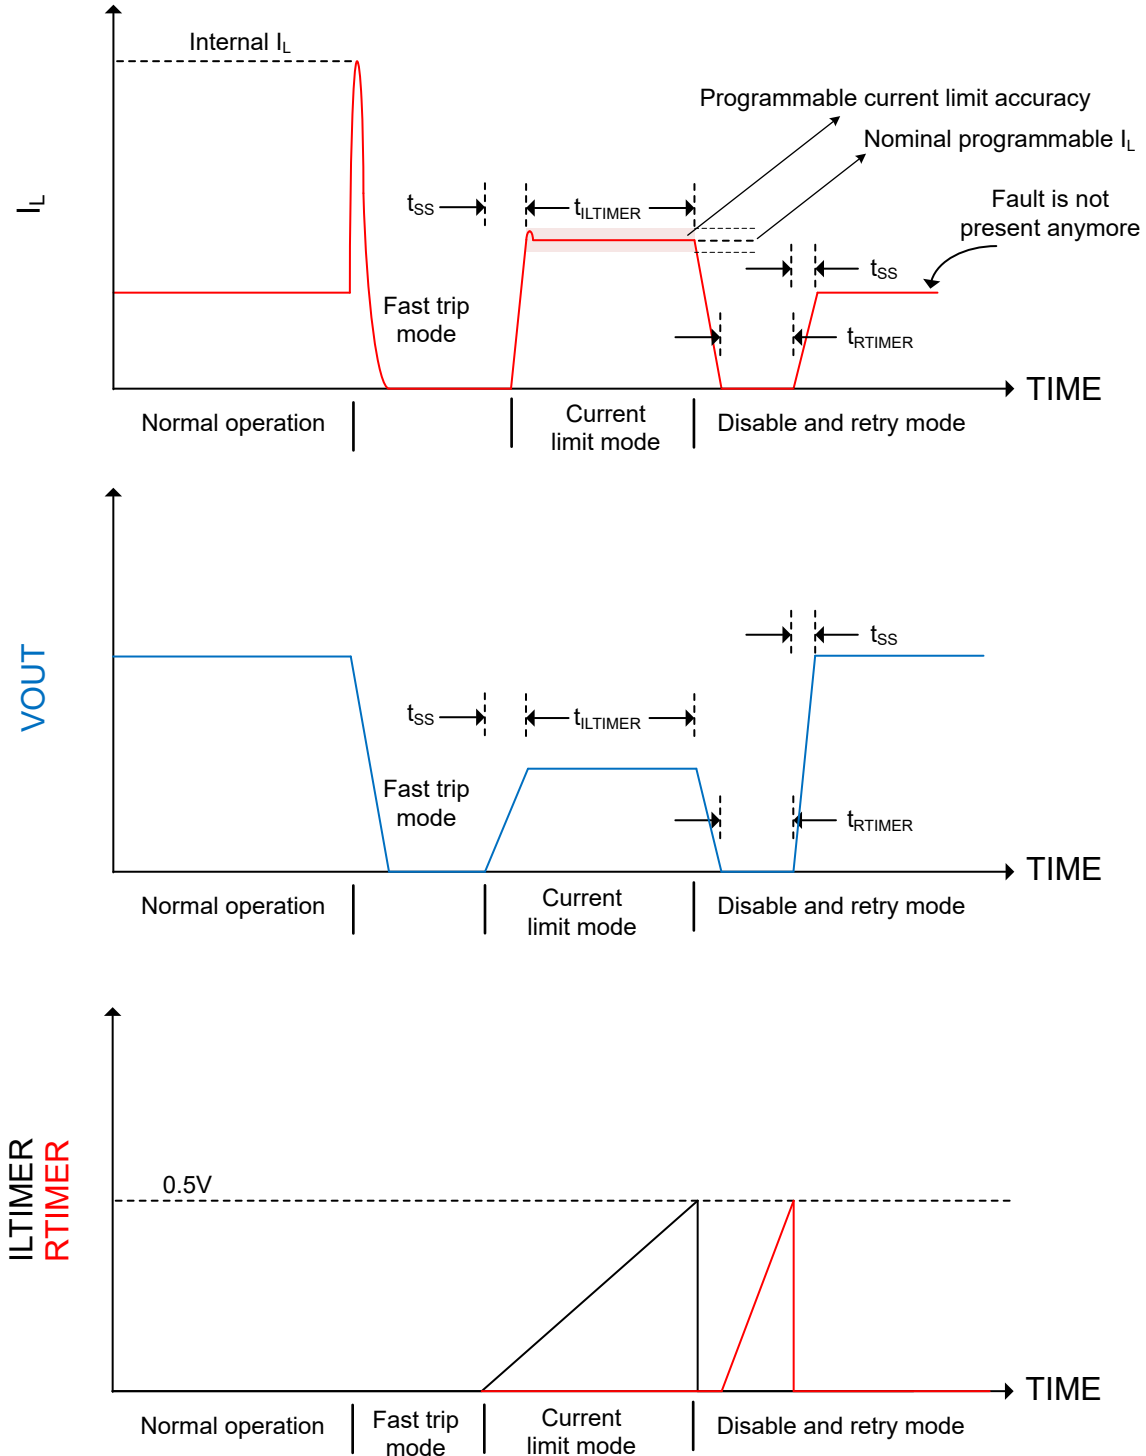 Internal IL
Programmable current limit accuracy
Nominal programmable IL
IL
tSS
tILTIMER
Fault is not
present anymore
tSS
Fast trip
mode
tRTIMER
TIME
Normal operation
Current
limit mode
Disable and retry mode
VOUT
tSS
tSS
tILTIMER
Fast trip
mode
tRTIMER
TIME
Normal operation
Current
limit mode
Disable and retry mode
ILTIMER
RTIMER
0.5V
TIME
Normal operation
Fast trip
mode
Current
limit mode
Disable and retry mode